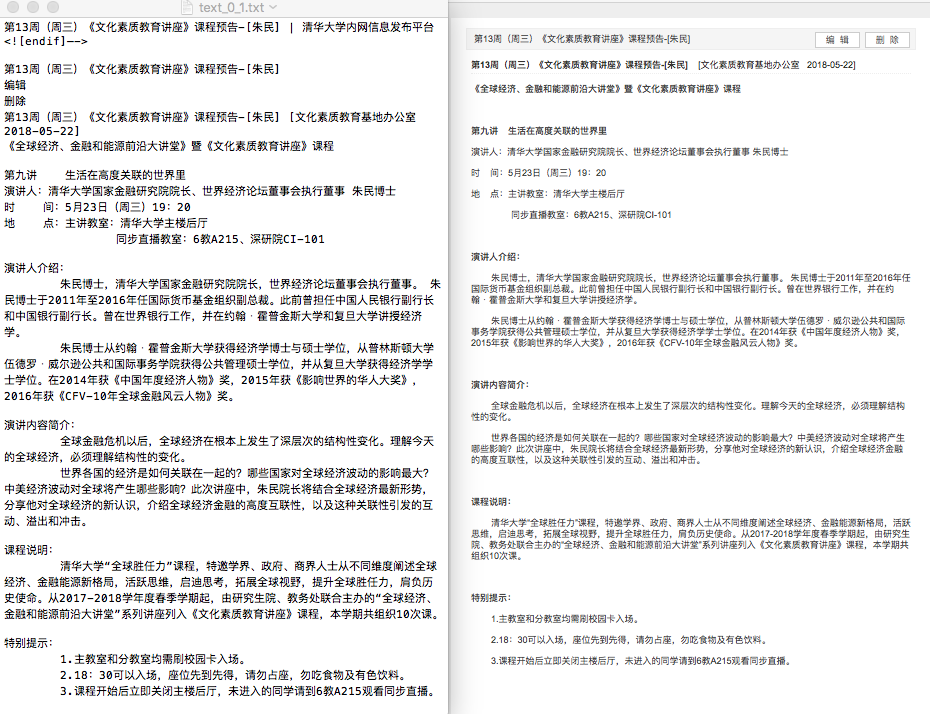 text_0_1.txt
第13周（周三）《文化素质教育讲座》课程预告-[朱民] | 清华大学内网信息发布平台
<![endif]-->
第13周（周三）《文化素质教育讲座》课程预告-[朱民]
编辑
删除
第13周（周三）《文化素质教育讲座》课程预告-[朱民] [文化素质教育基地办公室
2018-05-22]
《全球经济、金融和能源前沿大讲堂》暨《文化素质教育讲座》课程
第九讲 生活在高度关联的世界里
演讲人：清华大学国家金融研究院院长、世界经济论坛董事会执行董事 朱民博士
时 间：5月23日（周三）19：20
地 点：主讲教室：清华大学主楼后厅
同步直播教室：6教A215、深研院CI-101
演讲人介绍：
朱民博士，清华大学国家金融研究院院长，世界经济论坛董事会执行董事。 朱
民博士于2011年至2016年任国际货币基金组织副总裁。此前曾担任中国人民银行副行长
和中国银行副行长。曾在世界银行工作，并在约翰·霍普金斯大学和复旦大学讲授经济
学。
朱民博士从约翰·霍普金斯大学获得经济学博士与硕士学位，从普林斯顿大学
伍德罗·威尔逊公共和国际事务学院获得公共管理硕士学位，并从复旦大学获得经济学学
士学位。在2014年获《中国年度经济人物》奖，2015年获《影响世界的华人大奖》，
2016年获《CFV-10年全球金融风云人物》奖。
演讲内容简介：
全球金融危机以后，全球经济在根本上发生了深层次的结构性变化。理解今天
的全球经济，必须理解结构性的变化。
世界各国的经济是如何关联在一起的？哪些国家对全球经济波动的影响最大？
中美经济波动对全球将产生哪些影响？此次讲座中，朱民院长将结合全球经济最新形势，
分享他对全球经济的新认识，介绍全球经济金融的高度互联性，以及这种关联性引发的互
动、溢出和冲击。
课程说明：
清华大学“全球胜任力”课程，特邀学界、政府、商界人士从不同维度阐述全球
经济、金融能源新格局，活跃思维，启迪思考，拓展全球视野，提升全球胜任力，肩负历
史使命。从2017-2018学年度春季学期起，由研究生院、教务处联合主办的“全球经济、
金融和能源前沿大讲堂”系列讲座列入《文化素质教育讲座》课程，本学期共组织10次课。
特别提示：
1.主教室和分教室均需刷校园卡入场。
2.18：30可以入场，座位先到先得，请勿占座，勿吃食物及有色饮料。
3.课程开始后立即关闭主楼后厅，未进入的同学请到6教A215观看同步直播。
第13周（周三）《文化素质教育讲座》课程预告-[朱民] 编 辑 删 除
第13周（周三）《文化素质教育讲座》课程预告-[朱民] [文化素质教育基地办公室 2018-05-22]
《全球经济、金融和能源前沿大讲堂》暨《文化素质教育讲座》课程
第九讲 生活在高度关联的世界里
演讲人：清华大学国家金融研究院院长、世界经济论坛董事会执行董事 朱民博士
时 间：5月23日（周三）19：20
地 点：主讲教室：清华大学主楼后厅
同步直播教室：6教A215、深研院CI-101
演讲人介绍：
朱民博士，清华大学国家金融研究院院长，世界经济论坛董事会执行董事。 朱民博士于2011年至2016年任
国际货币基金组织副总裁。此前曾担任中国人民银行副行长和中国银行副行长。曾在世界银行工作，并在约
翰·霍普金斯大学和复旦大学讲授经济学。
朱民博士从约翰·霍普金斯大学获得经济学博士与硕士学位，从普林斯顿大学伍德罗·威尔逊公共和国际
事务学院获得公共管理硕士学位，并从复旦大学获得经济学学士学位。在2014年获《中国年度经济人物》奖，
2015年获《影响世界的华人大奖》，2016年获《CFV-10年全球金融风云人物》奖。
演讲内容简介：
全球金融危机以后，全球经济在根本上发生了深层次的结构性变化。理解今天的全球经济，必须理解结构
性的变化。
世界各国的经济是如何关联在一起的？哪些国家对全球经济波动的影响最大？中美经济波动对全球将产生
哪些影响？此次讲座中，朱民院长将结合全球经济最新形势，分享他对全球经济的新认识，介绍全球经济金融
的高度互联性，以及这种关联性引发的互动、溢出和冲击。
课程说明：
清华大学“全球胜任力”课程，特邀学界、政府、商界人士从不同维度阐述全球经济、金融能源新格局，活跃
思维，启迪思考，拓展全球视野，提升全球胜任力，肩负历史使命。从2017-2018学年度春季学期起，由研究生
院、教务处联合主办的“全球经济、金融和能源前沿大讲堂”系列讲座列入《文化素质教育讲座》课程，本学期共
组织10次课。
特别提示：
1.主教室和分教室均需刷校园卡入场。
2.18：30可以入场，座位先到先得，请勿占座，勿吃食物及有色饮料。
3.课程开始后立即关闭主楼后厅，未进入的同学请到6教A215观看同步直播。